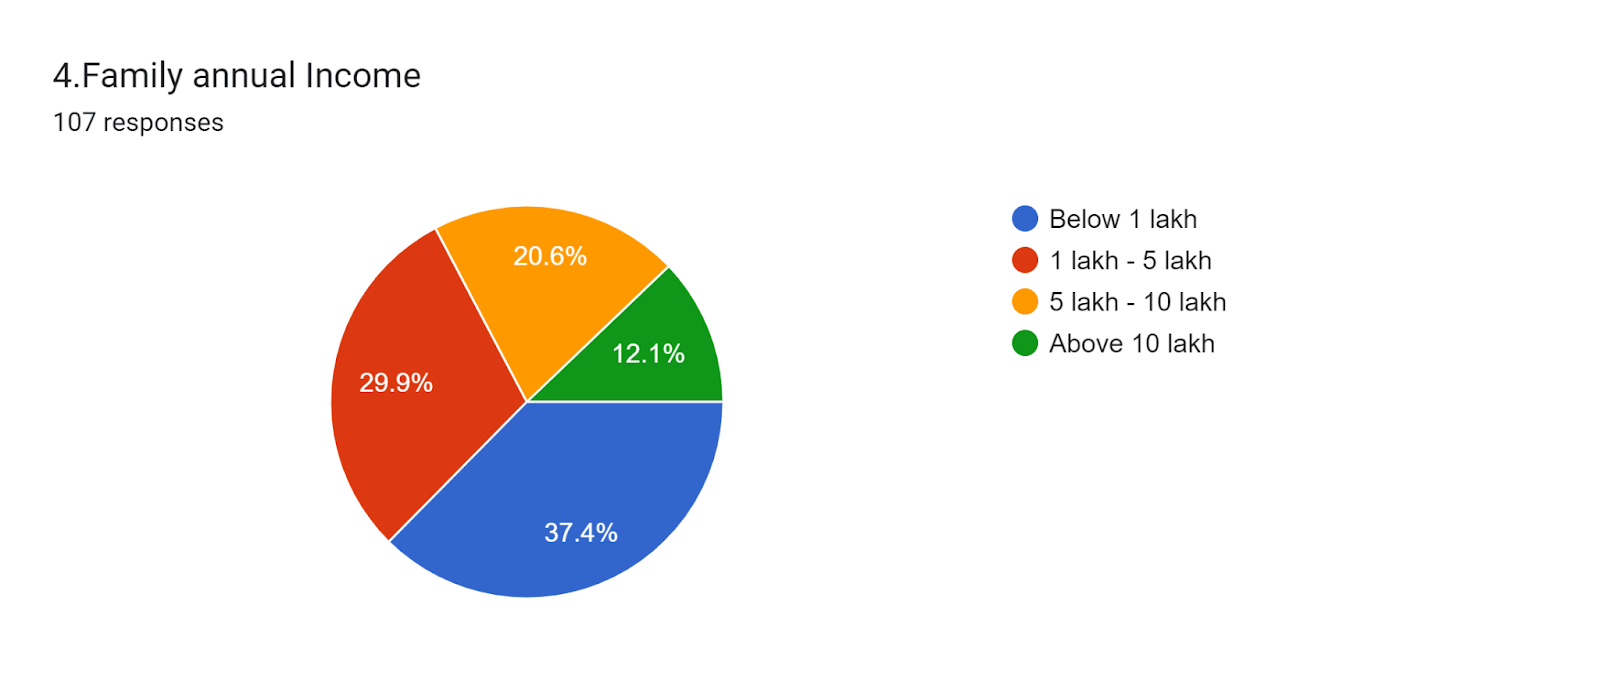 4.Family annual Income
107 responses
20.6%
12.1%
29.9%
37.4%
Below 1 lakh
1 lakh - 5 lakh
5 lakh - 10 lakh
Above 10 lakh